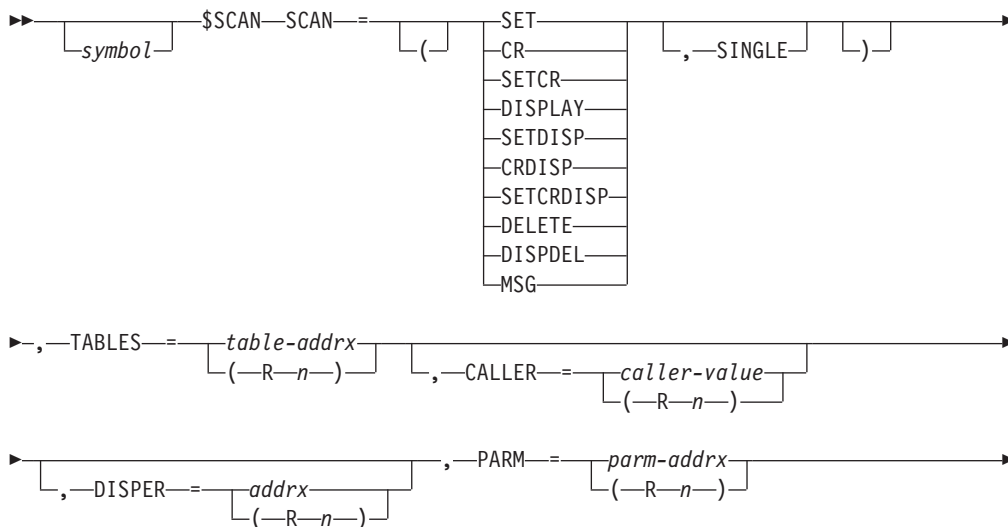 $SCAN SCAN = SET
symbol ( CR , SINGLE )
SETCR
DISPLAY
SETDISP
CRDISP
SETCRDISP
DELETE
DISPDEL
MSG
, TABLES = table-addrx
( R n ) , CALLER = caller-value
( R n )
, PARM = parm-addrx
, DISPER = addrx ( R n )
( R n )